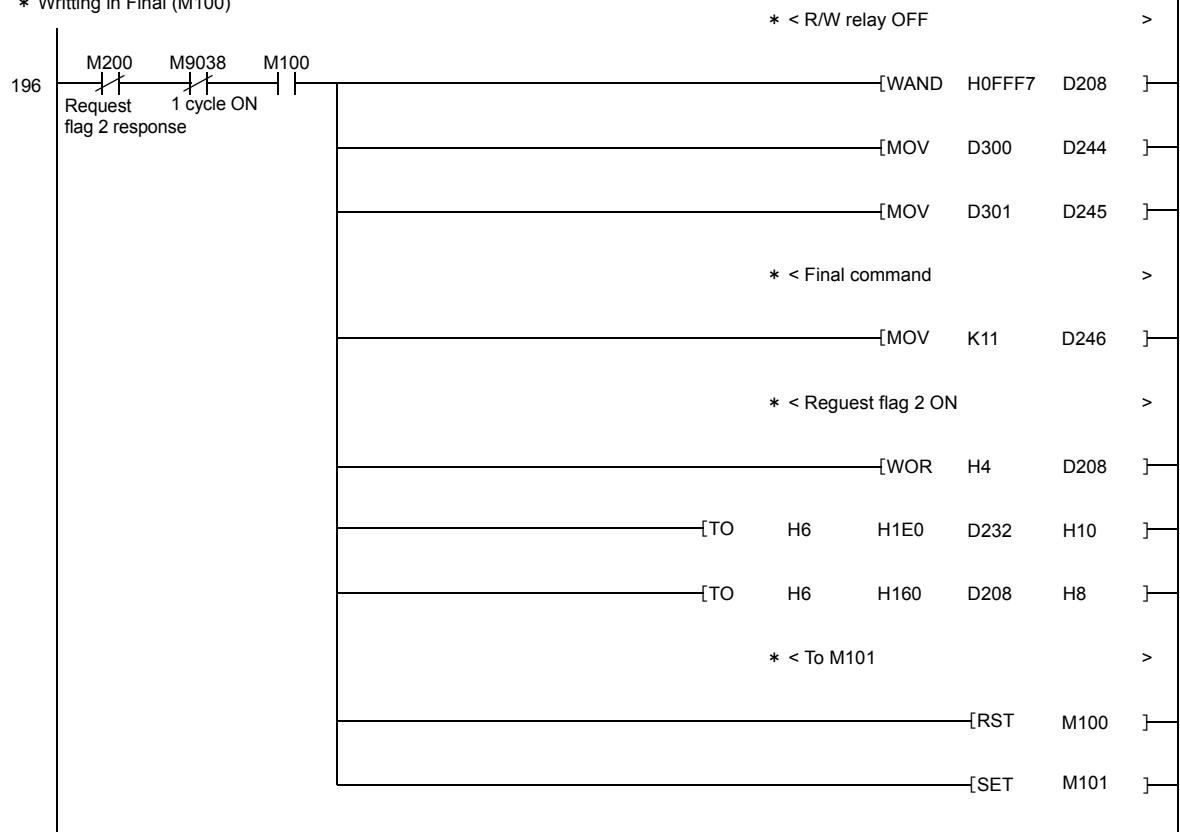 * Writting in Final (M100)
* < R/W relay OFF >
M200 M9038 M100
196
[WAND H0FFF7 D208 ]
Request 1 cycle ON
flag 2 response
[MOV D300 D244 ]
[MOV D301 D245 ]
* < Final command >
[MOV K11 D246 ]
* < Reguest flag 2 ON >
[WOR H4 D208 ]
[TO H6 H1E0 D232 H10 ]
[TO H6 H160 D208 H8 ]
* < To M101 >
[RST M100 ]
[SET M101 ]